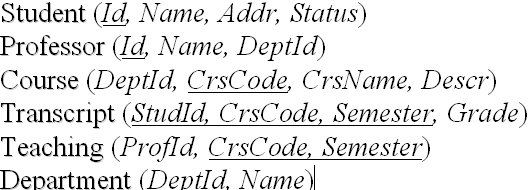 Student (Id, Name, Addr, Status)
Professor (Id, Name, DeptId)
Course (DeptId, CrsCode, CrsName, Descr)
Transcript (StudId, CrsCode, Semester, Grade)
Teaching (ProfId, CrsCode, Semester)
Department (DeptId, Name)